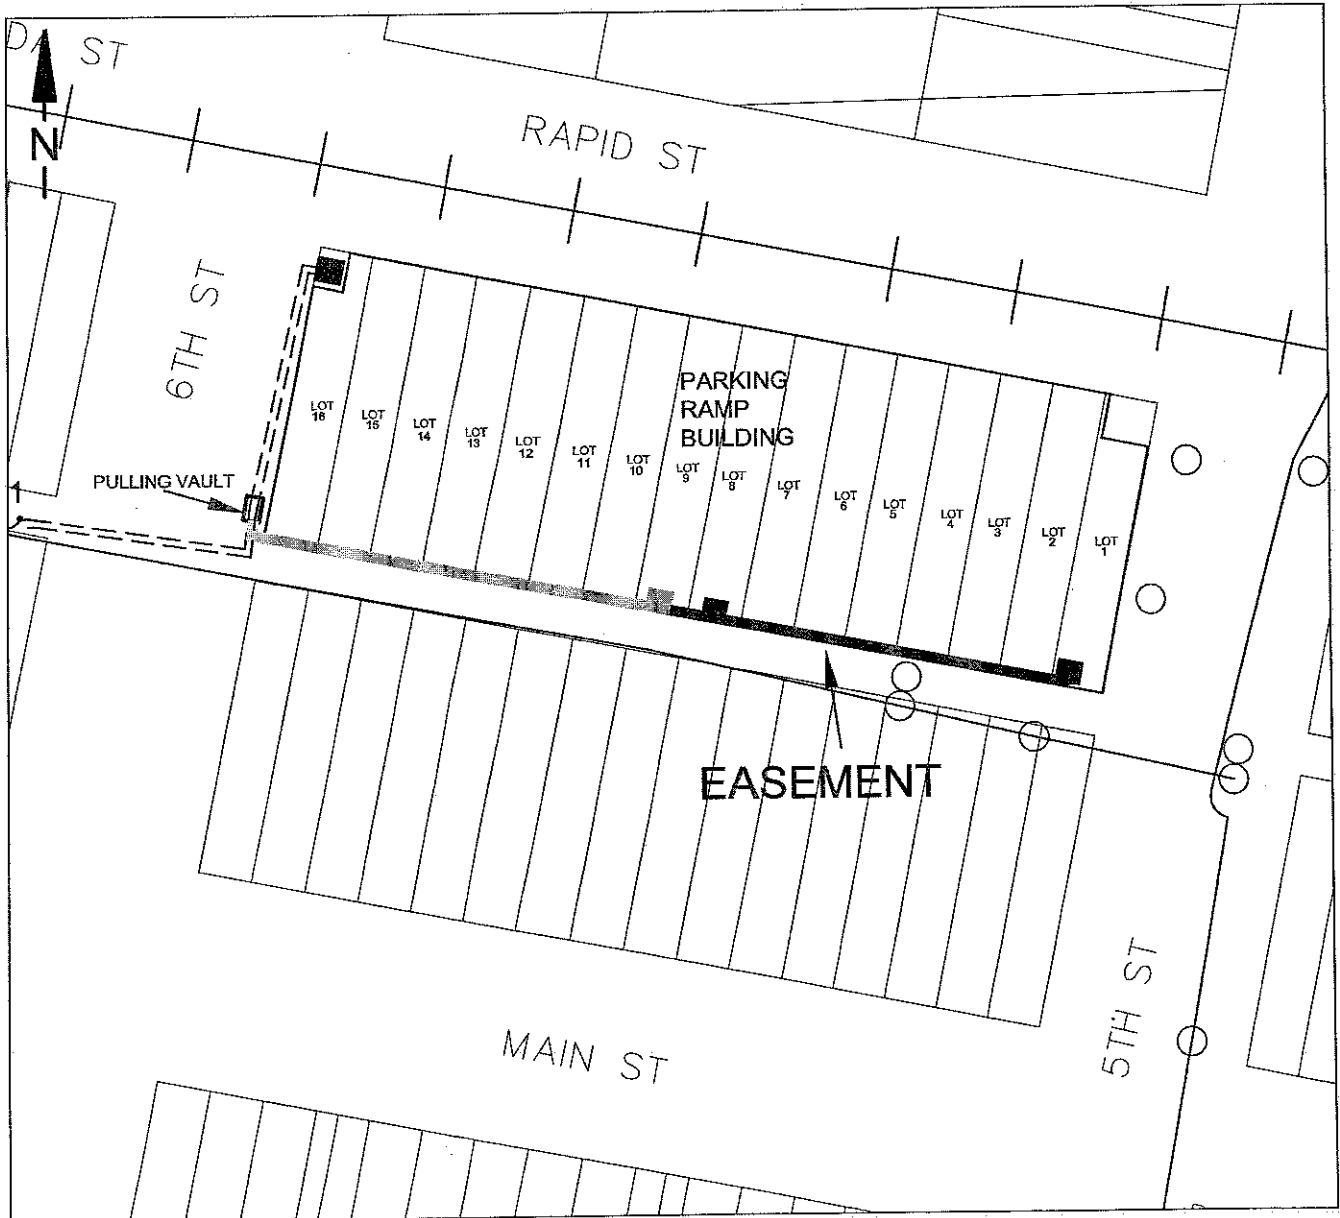 DA ST
N
RAPID ST
6TH ST
PARKING
RAMP
BUILDING
LOT
16
LOT
15
LOT
14
LOT
13
LOT
12
LOT
11
LOT
10
LOT
9
LOT
8
LOT
7
LOT
6
LOT
5
LOT
4
LOT
3
LOT
2
LOT
1
PULLING VAULT
1
EASEMENT
5TH ST
MAIN ST